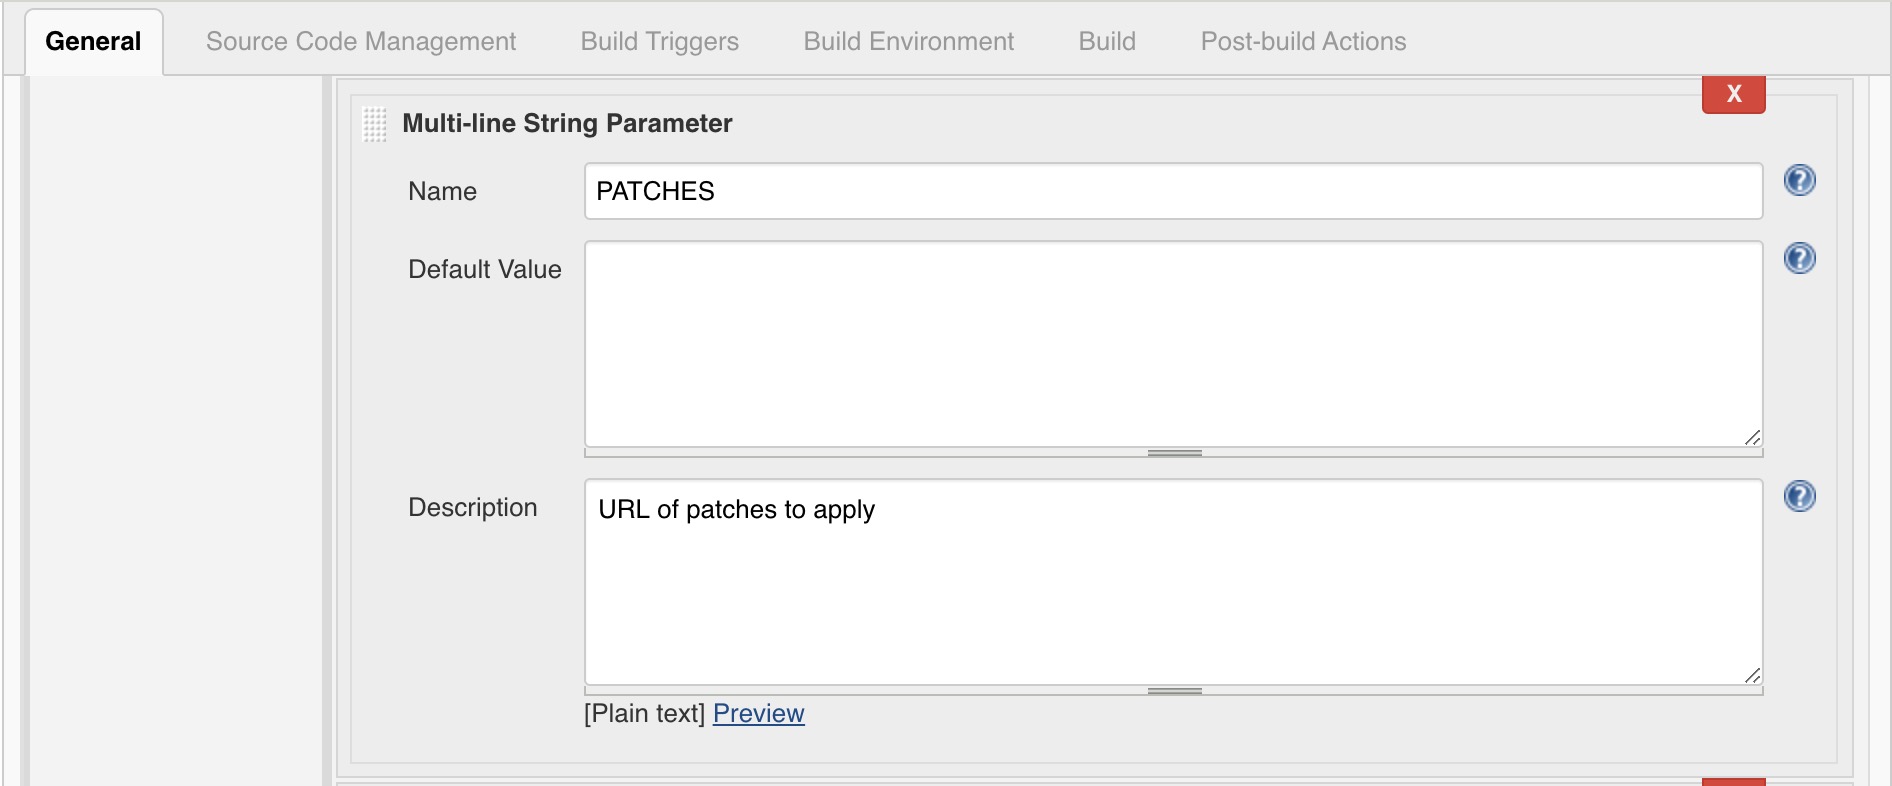 General Source Code Management Build Triggers Build Environment Build Post-build Actions
X
Multi-line String Parameter
Name PATCHES ?
Default Value ?
Description URL of patches to apply ?
[Plain text] Preview